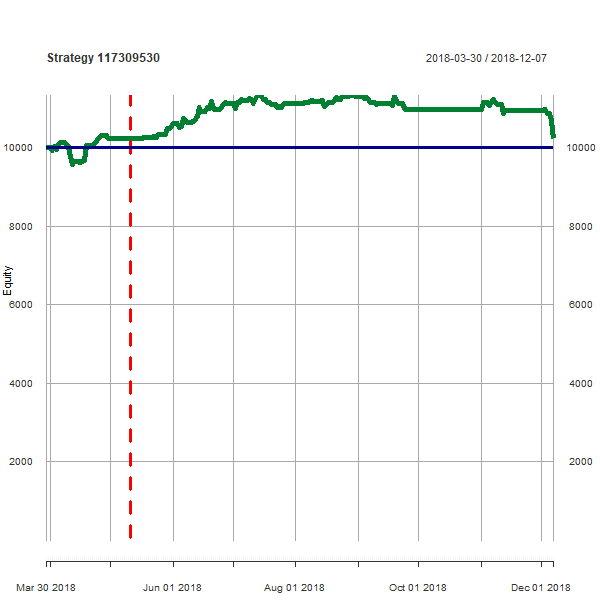 Strategy 117309530
2018-03-30 / 2018-12-07
10000 10000
8000 8000
6000 6000
Equity
4000 4000
2000 2000
Mar 30 2018 Jun 01 2018 Aug 01 2018 Oct 01 2018 Dec 01 2018